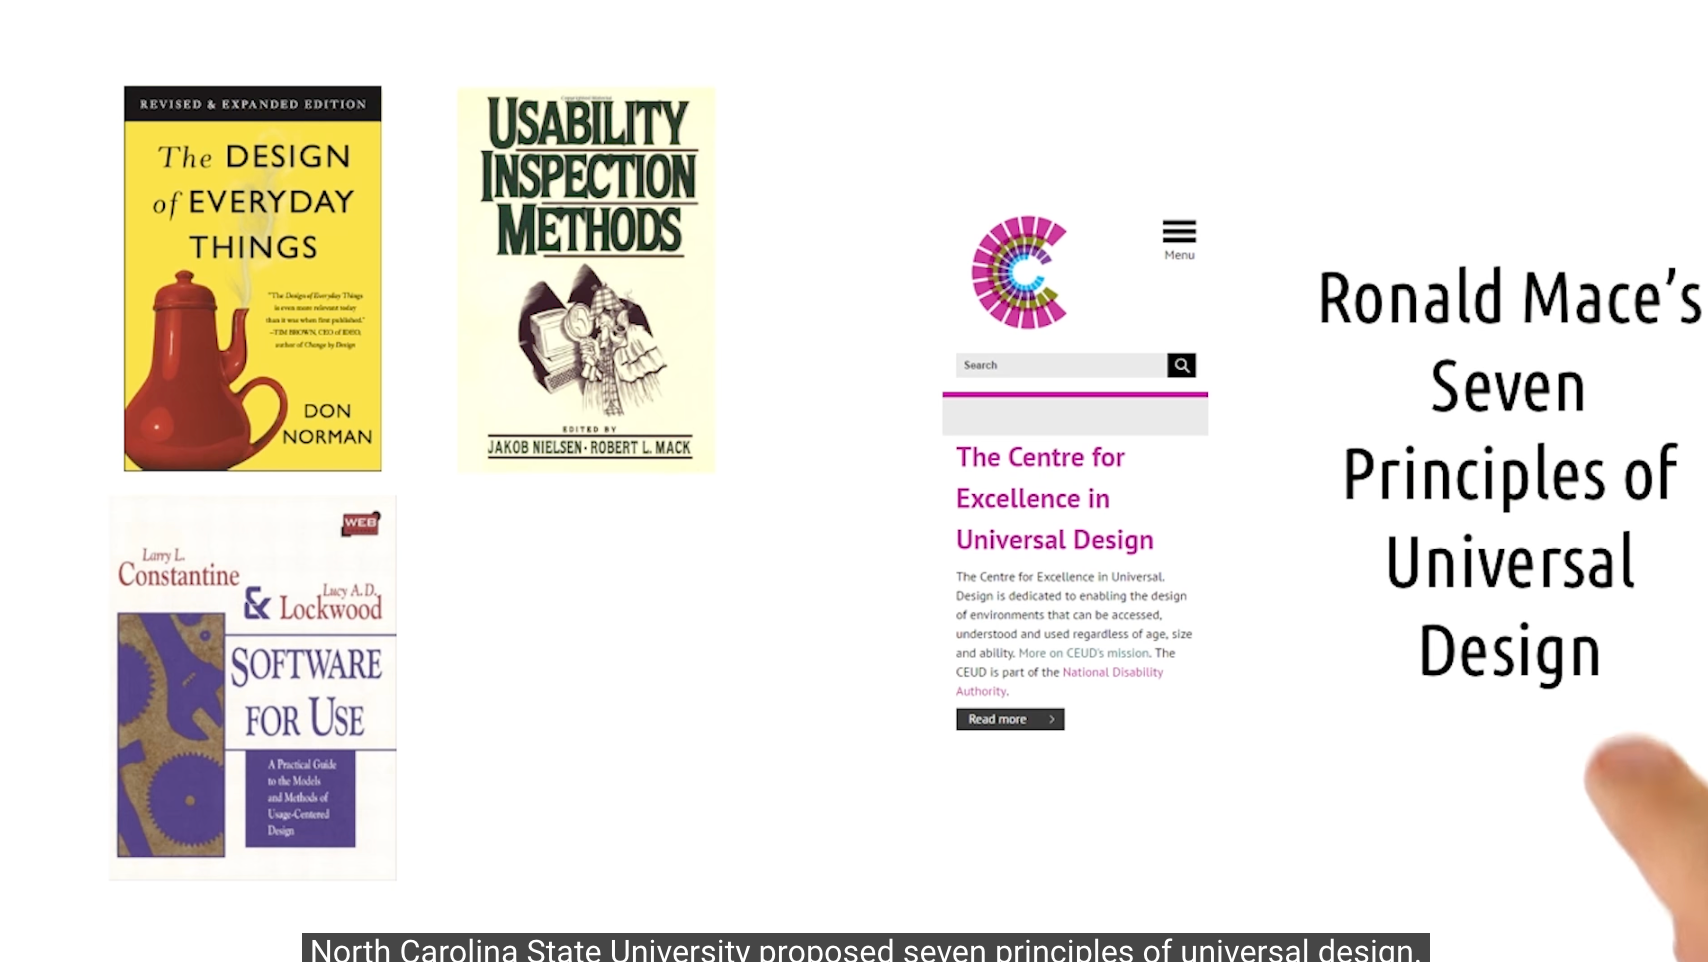 REVISED & EXPANDED EDITION
The DESIGN
of EVERYDAY
THINGS
"The Design of Everyday Things
is even more relevant today
than it was when first published."
–TIM BROWN, CEO of IDEO,
author of Change by Design
DON
NORMAN
USABILITY
INSPECTION
METHODS
EDITED BY
JAKOB NIELSEN · ROBERT L. MACK
WEB
Larry L.
Constantine
&
Lucy A.D.
Lockwood
SOFTWARE
FOR USE
A Practical Guide
to the Models
and Methods of
Usage-Centered
Design
Menu
Search
The Centre for
Excellence in
Universal Design
The Centre for Excellence in Universal.
Design is dedicated to enabling the design
of environments that can be accessed,
understood and used regardless of age, size
and ability. More on CEUD's mission. The
CEUD is part of the National Disability
Authority.
Read more
Ronald Mace's
Seven
Principles of
Universal
Design
North Carolina State University proposed seven principles of universal design.